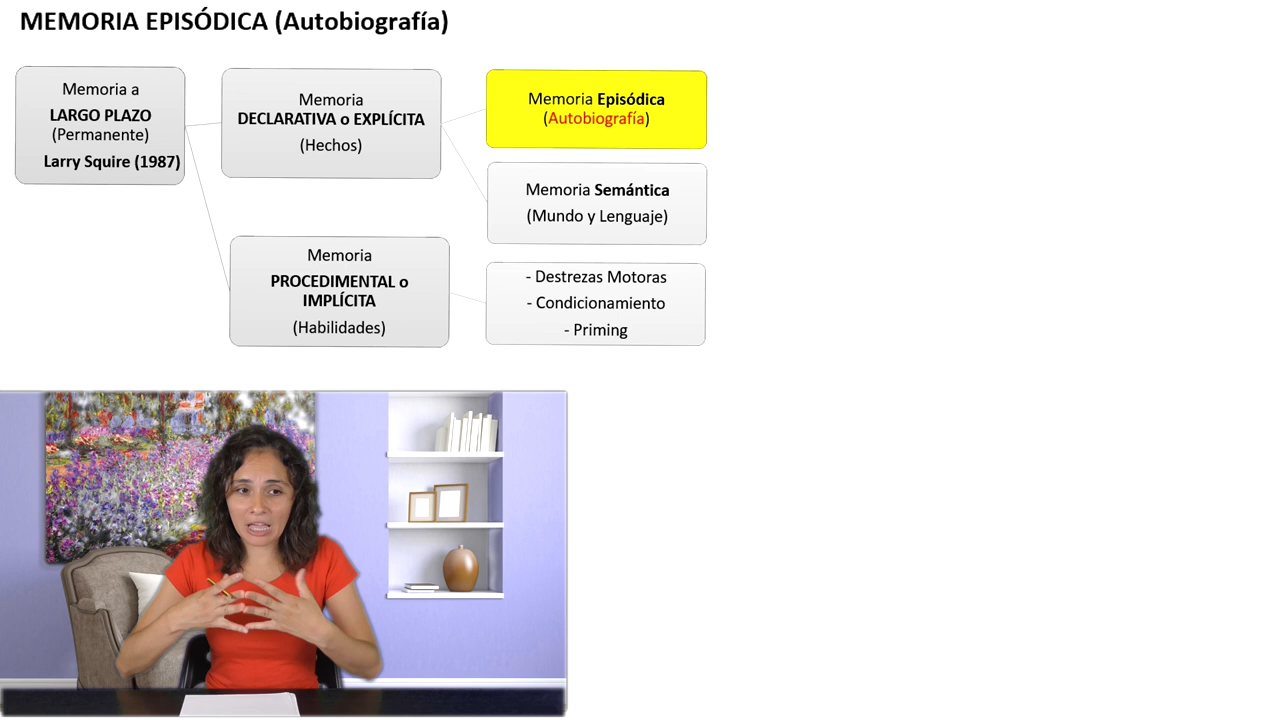 MEMORIA EPISÓDICA (Autobiografía)
Memoria a
LARGO PLAZO
(Permanente)
Larry Squire (1987)
Memoria
DECLARATIVA o EXPLÍCITA
(Hechos)
Memoria Episódica
(Autobiografía)
Memoria Semántica
(Mundo y Lenguaje)
Memoria
PROCEDIMENTAL o
IMPLÍCITA
(Habilidades)
- Destrezas Motoras
- Condicionamiento
- Priming